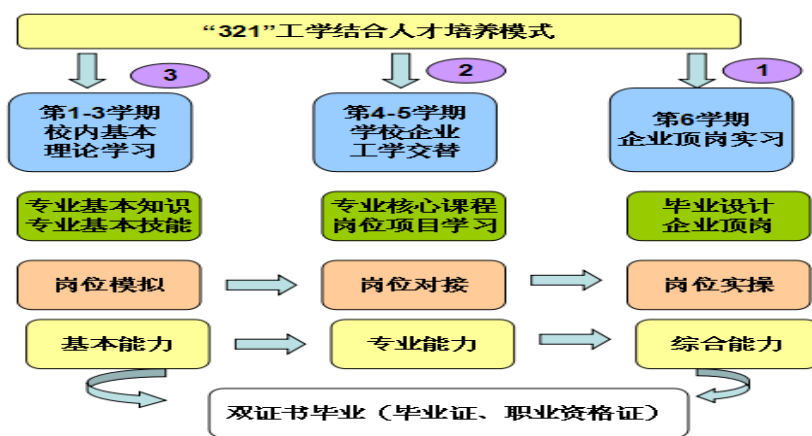 “321”工学结合人才培养模式
3
2
1
第1-3学期
校内基本
理论学习
第4-5学期
学校企业
工学交替
第6学期
企业顶岗实习
专业基本知识
专业基本技能
专业核心课程
岗位项目学习
毕业设计
企业顶岗
岗位模拟
岗位对接
岗位实操
基本能力
专业能力
综合能力
双证书毕业（毕业证、职业资格证）